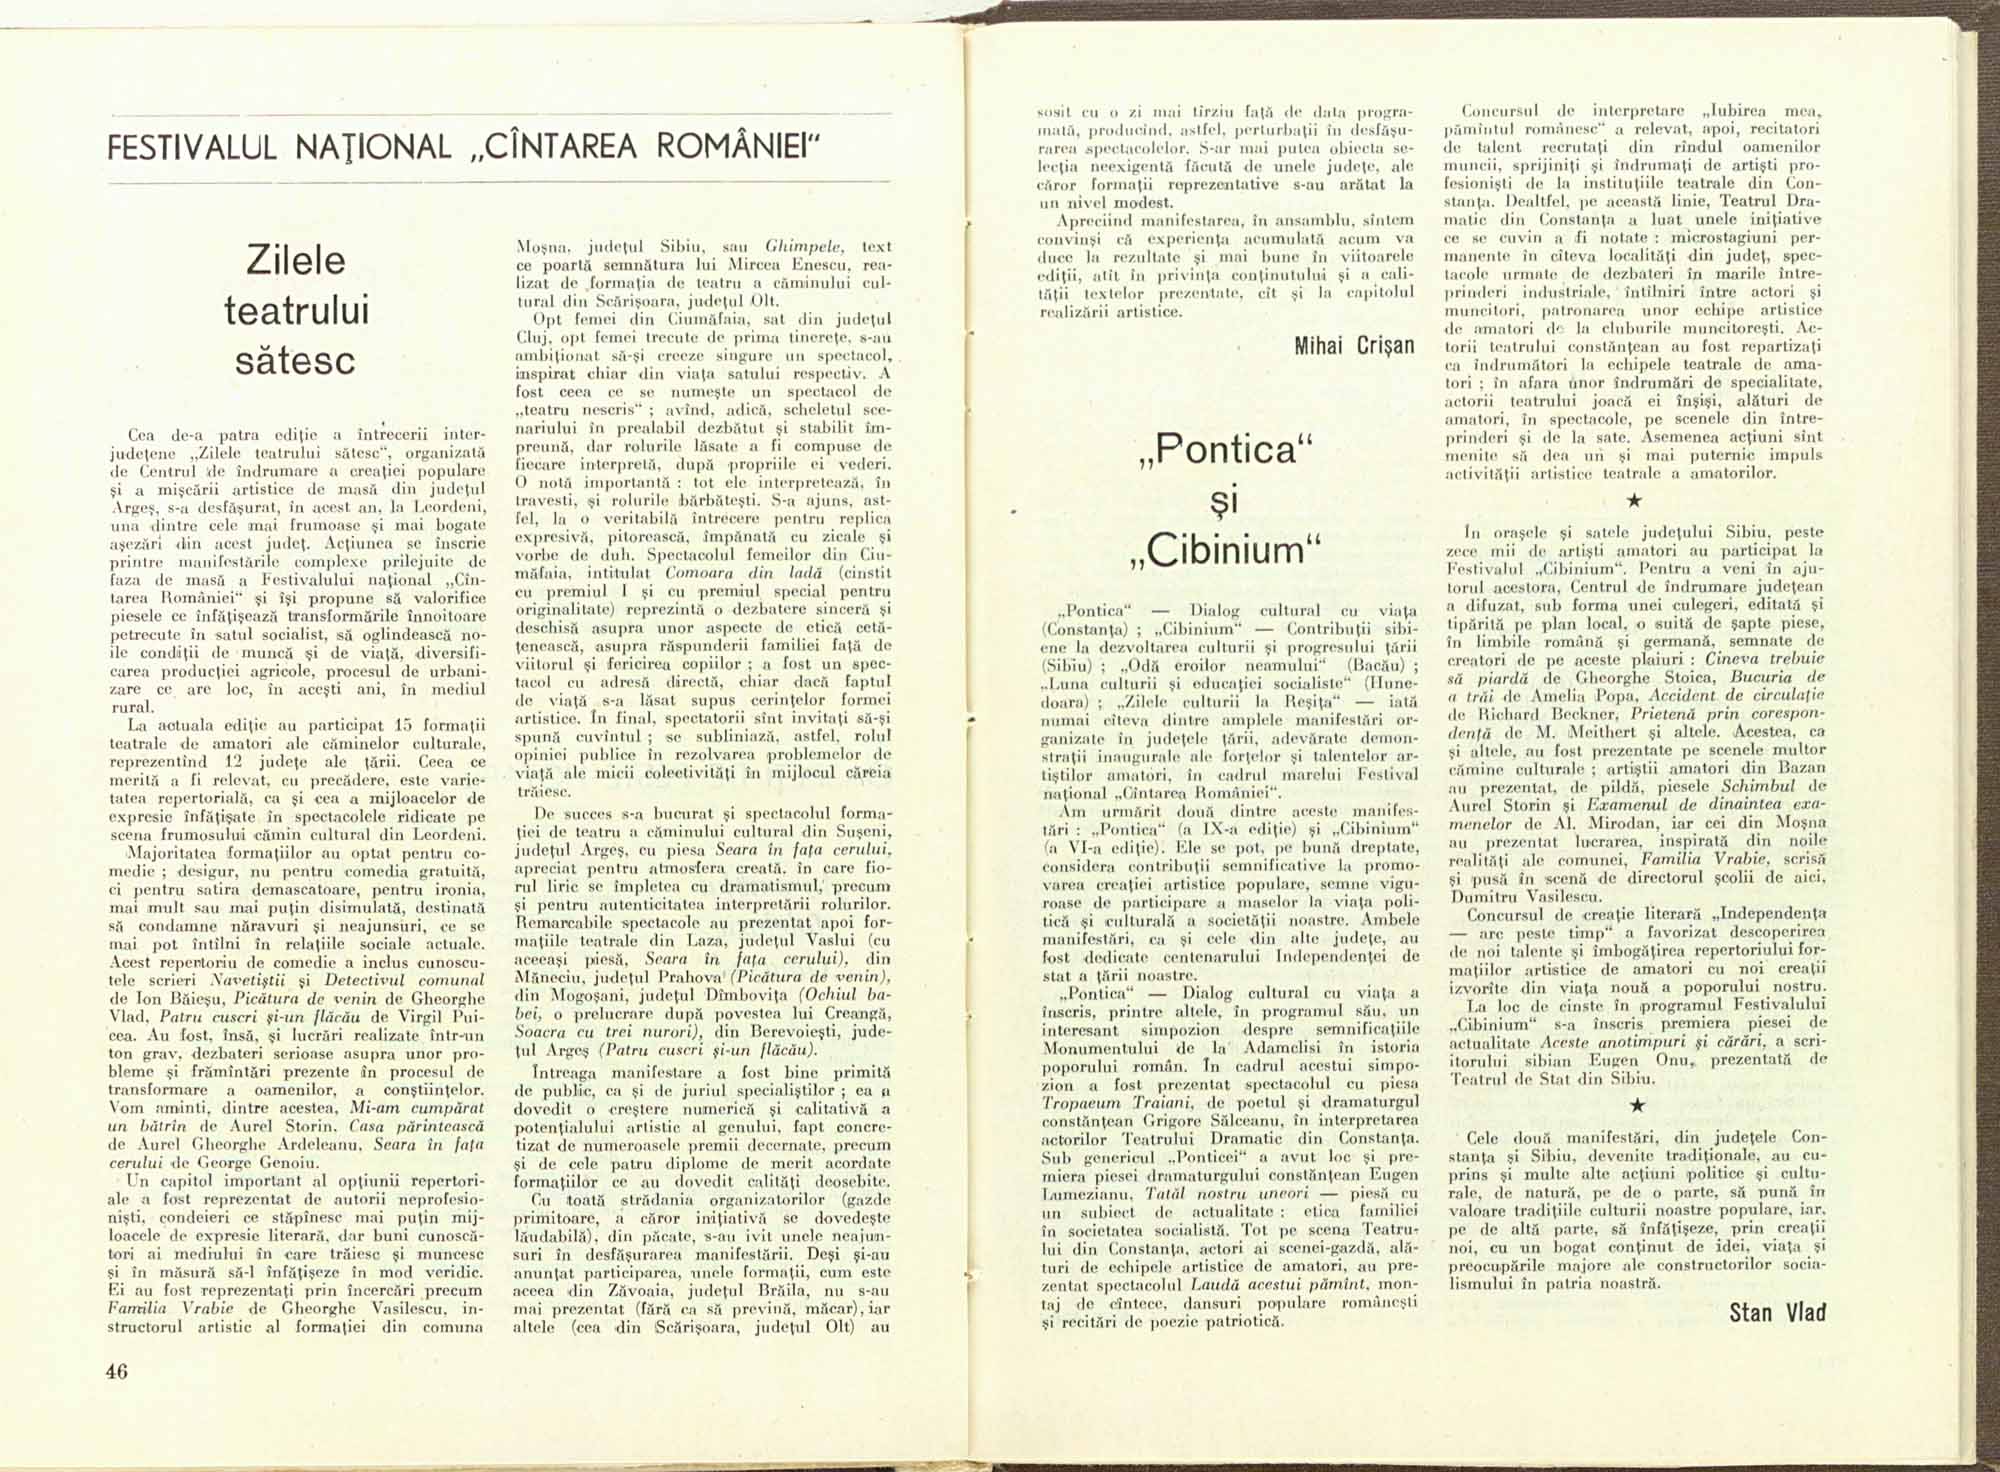 FESTIVALUL NAŢIONAL „CÎNTAREA ROMÂNIEI“
Zilele
teatrului
sătesc
Cea de-a patra ediţie a întrecerii inter-
judeţene „Zilele teatrului sătesc“, organizată
de Centrul de îndrumare a creaţiei populare
şi a mişcării artistice de masă din judeţul
Argeş, s-a desfăşurat, în acest an, la Leordeni,
una dintre cele mai frumoase şi mai bogate
aşezări din acest judeţ. Acţiunea se înscrie
printre manifestările complexe prilejuite de
faza de masă a Festivalului naţional „Cîn-
tarea României“ şi îşi propune să valorifice
piesele ce înfăţişează transformările înnoitoare
petrecute în satul socialist, să oglindească no-
ile condiţii de muncă şi de viaţă, diversifi-
carea producţiei agricole, procesul de urbani-
zare ce are loc, în aceşti ani, în mediul
rural.
La actuala ediţie au participat 15 formaţii
teatrale de amatori ale căminelor culturale,
reprezentînd 12 judeţe ale ţării. Ceea ce
merită a fi relevat, cu precădere, este varie-
tatea repertorială, ca şi cea a mijloacelor de
expresie înfăţişate în spectacolele ridicate pe
scena frumosului cămin cultural din Leordeni.
Majoritatea formaţiilor au optat pentru co-
medie ; desigur, nu pentru comedia gratuită,
ci pentru satira demascatoare, pentru ironia,
mai mult sau mai puţin disimulată, destinată
să condamne năravuri şi neajunsuri, ce se
mai pot întîlni în relaţiile sociale actuale.
Acest repertoriu de comedie a inclus cunoscu-
tele scrieri Navetiştii şi Detectivul comunal
de Ion Băieşu, Picătura de venin de Gheorghe
Vlad, Patru cuscri şi-un flăcău de Virgil Pui-
cea. Au fost, însă, şi lucrări realizate într-un
ton grav, dezbateri serioase asupra unor pro-
bleme şi frămîntări prezente în procesul de
transformare a oamenilor, a conştiinţelor.
Vom aminti, dintre acestea, Mi-am cumpărat
un bătrîn de Aurel Storin, Casa părintească
de Aurel Gheorghe Ardeleanu, Seara în faţa
cerului de George Genoiu.
Un capitol important al opţiunii repertori-
ale a fost reprezentat de autorii neprofesio-
nişti, condeieri ce stăpînesc mai puţin mij-
loacele de expresie literară, dar buni cunoscă-
tori ai mediului în care trăiesc şi muncesc
şi în măsură să-l înfăţişeze în mod veridic.
Ei au fost reprezentaţi prin încercări precum
Familia Vrabie de Gheorghe Vasilescu, in-
structorul artistic al formaţiei din comuna
Moşna, judeţul Sibiu, sau Ghimpele, text
ce poartă semnătura lui Mircea Enescu, rea-
lizat de formaţia de teatru a căminului cul-
tural din Scărişoara, judeţul Olt.
Opt femei din Ciumăfaia, sat din judeţul
Cluj, opt femei trecute de prima tinereţe, s-au
ambiţionat să-şi creeze singure un spectacol,
inspirat chiar din viaţa satului respectiv. A
fost ceea ce se numeşte un spectacol de
„teatru nescris“ ; avînd, adică, scheletul sce-
nariului în prealabil dezbătut şi stabilit îm-
preună, dar rolurile lăsate a fi compuse de
fiecare interpretă, după propriile ei vederi.
O notă importantă : tot ele interpretează, în
travesti, şi rolurile bărbăteşti. S-a ajuns, ast-
fel, la o veritabilă întrecere pentru replica
expresivă, pitorească, împănată cu zicale şi
vorbe de duh. Spectacolul femeilor din Ciu-
măfaia, intitulat Comoara din ladă (cinstit
cu premiul I şi cu premiul special pentru
originalitate) reprezintă o dezbatere sinceră şi
deschisă asupra unor aspecte de etică cetă-
ţenească, asupra răspunderii familiei faţă de
viitorul şi fericirea copiilor ; a fost un spec-
tacol cu adresă directă, chiar dacă faptul
de viaţă s-a lăsat supus cerinţelor formei
artistice. În final, spectatorii sînt invitaţi să-şi
spună cuvîntul ; se subliniază, astfel, rolul
opiniei publice în rezolvarea problemelor de
viaţă ale micii colectivităţi în mijlocul căreia
trăiesc.
De succes s-a bucurat şi spectacolul forma-
ţiei de teatru a căminului cultural din Suşeni,
judeţul Argeş, cu piesa Seara în faţa cerului,
apreciat pentru atmosfera creată, în care fio-
rul liric se împletea cu dramatismul, precum
şi pentru autenticitatea interpretării rolurilor.
Remarcabile spectacole au prezentat apoi for-
maţiile teatrale din Laza, judeţul Vaslui (cu
aceeaşi piesă, Seara în faţa cerului), din
Măneciu, judeţul Prahova (Picătura de venin),
din Mogoşani, judeţul Dîmboviţa (Ochiul ba-
bei, o prelucrare după povestea lui Creangă,
Soacra cu trei nurori), din Berevoieşti, jude-
ţul Argeş (Patru cuscri şi-un flăcău).
Întreaga manifestare a fost bine primită
de public, ca şi de juriul specialiştilor ; ea a
dovedit o creştere numerică şi calitativă a
potenţialului artistic al genului, fapt concre-
tizat de numeroasele premii decernate, precum
şi de cele patru diplome de merit acordate
formaţiilor ce au dovedit calităţi deosebite.
Cu toată strădania organizatorilor (gazde
primitoare, a căror iniţiativă se dovedeşte
lăudabilă), din păcate, s-au ivit unele neajun-
suri în desfăşurarea manifestării. Deşi şi-au
anunţat participarea, unele formaţii, cum este
aceea din Zăvoaia, judeţul Brăila, nu s-au
mai prezentat (fără ca să prevină, măcar), iar
altele (cea din Scărişoara, judeţul Olt) au
46
sosit cu o zi mai tîrziu faţă de data progra-
mată, producînd, astfel, perturbaţii în desfăşu-
rarea spectacolelor. S-ar mai putea obiecta se-
lecţia neexigentă făcută de unele judeţe, ale
căror formaţii reprezentative s-au arătat la
un nivel modest.
Apreciind manifestarea, în ansamblu, sîntem
convinşi că experienţa acumulată acum va
duce la rezultate şi mai bune în viitoarele
ediţii, atît în privinţa conţinutului şi a cali-
tăţii textelor prezentate, cît şi la capitolul
realizării artistice.
Mihai Crişan
„Pontica“
şi
„Cibinium“
„Pontica“ — Dialog cultural cu viaţa
(Constanţa) ; „Cibinium“ — Contribuţii sibi-
ene la dezvoltarea culturii şi progresului ţării
(Sibiu) ; „Odă eroilor neamului“ (Bacău) ;
„Luna culturii şi educaţiei socialiste“ (Hune-
doara) ; „Zilele culturii la Reşiţa“ — iată
numai cîteva dintre amplele manifestări or-
ganizate în judeţele ţării, adevărate demon-
straţii inaugurale ale forţelor şi talentelor ar-
tiştilor amatori, în cadrul marelui Festival
naţional „Cîntarea României“.
Am urmărit două dintre aceste manifes-
tări : „Pontica“ (a IX-a ediţie) şi „Cibinium“
(a VI-a ediţie). Ele se pot, pe bună dreptate,
considera contribuţii semnificative la promo-
varea creaţiei artistice populare, semne vigu-
roase de participare a maselor la viaţa poli-
tică şi culturală a societăţii noastre. Ambele
manifestări, ca şi cele din alte judeţe, au
fost dedicate centenarului Independenţei de
stat a ţării noastre.
„Pontica“ — Dialog cultural cu viaţa a
înscris, printre altele, în programul său, un
interesant simpozion despre semnificaţiile
Monumentului de la Adamclisi în istoria
poporului român. În cadrul acestui simpo-
zion a fost prezentat spectacolul cu piesa
Tropaeum Traiani, de poetul şi dramaturgul
constănţean Grigore Sălceanu, în interpretarea
actorilor Teatrului Dramatic din Constanţa.
Sub genericul „Ponticei“ a avut loc şi pre-
miera piesei dramaturgului constănţean Eugen
Lumezianu, Tatăl nostru uneori — piesă cu
un subiect de actualitate : etica familiei
în societatea socialistă. Tot pe scena Teatru-
lui din Constanţa, actori ai scenei-gazdă, ală-
turi de echipele artistice de amatori, au pre-
zentat spectacolul Laudă acestui pămînt, mon-
taj de cîntece, dansuri populare româneşti
şi recitări de poezie patriotică.
Concursul de interpretare „Iubirea mea,
pămîntul românesc“ a relevat, apoi, recitatori
de talent recrutaţi din rîndul oamenilor
muncii, sprijiniţi şi îndrumaţi de artişti pro-
fesionişti de la instituţiile teatrale din Con-
stanţa. Dealtfel, pe această linie, Teatrul Dra-
matic din Constanţa a luat unele iniţiative
ce se cuvin a fi notate : microstagiuni per-
manente în cîteva localităţi din judeţ, spec-
tacole urmate de dezbateri în marile între-
prinderi industriale, întîlniri între actori şi
muncitori, patronarea unor echipe artistice
de amatori de la cluburile muncitoreşti. Ac-
torii teatrului constănţean au fost repartizaţi
ca îndrumători la echipele teatrale de ama-
tori ; în afara unor îndrumări de specialitate,
actorii teatrului joacă ei înşişi, alături de
amatori, în spectacole, pe scenele din între-
prinderi şi de la sate. Asemenea acţiuni sînt
menite să dea un şi mai puternic impuls
activităţii artistice teatrale a amatorilor.
★
În oraşele şi satele judeţului Sibiu, peste
zece mii de artişti amatori au participat la
Festivalul „Cibinium“. Pentru a veni în aju-
torul acestora, Centrul de îndrumare judeţean
a difuzat, sub forma unei culegeri, editată şi
tipărită pe plan local, o suită de şapte piese,
în limbile română şi germană, semnate de
creatori de pe aceste plaiuri : Cineva trebuie
să piardă de Gheorghe Stoica, Bucuria de
a trăi de Amelia Popa, Accident de circulaţie
de Richard Beckner, Prietenă prin corespon-
denţă de M. Meithert şi altele. Acestea, ca
şi altele, au fost prezentate pe scenele multor
cămine culturale ; artiştii amatori din Bazan
au prezentat, de pildă, piesele Schimbul de
Aurel Storin şi Examenul de dinaintea exa-
menelor de Al. Mirodan, iar cei din Moşna
au prezentat lucrarea, inspirată din noile
realităţi ale comunei, Familia Vrabie, scrisă
şi pusă în scenă de directorul şcolii de aici,
Dumitru Vasilescu.
Concursul de creaţie literară „Independenţa
— arc peste timp“ a favorizat descoperirea
de noi talente şi îmbogăţirea repertoriului for-
maţiilor artistice de amatori cu noi creaţii
izvorîte din viaţa nouă a poporului nostru.
La loc de cinste în programul Festivalului
„Cibinium“ s-a înscris premiera piesei de
actualitate Aceste anotimpuri şi cărări, a scri-
itorului sibian Eugen Onu, prezentată de
Teatrul de Stat din Sibiu.
★
Cele două manifestări, din judeţele Con-
stanţa şi Sibiu, devenite tradiţionale, au cu-
prins şi multe alte acţiuni politice şi cultu-
rale, de natură, pe de o parte, să pună în
valoare tradiţiile culturii noastre populare, iar,
pe de altă parte, să înfăţişeze, prin creaţii
noi, cu un bogat conţinut de idei, viaţa şi
preocupările majore ale constructorilor socia-
lismului în patria noastră.
Stan Vlad